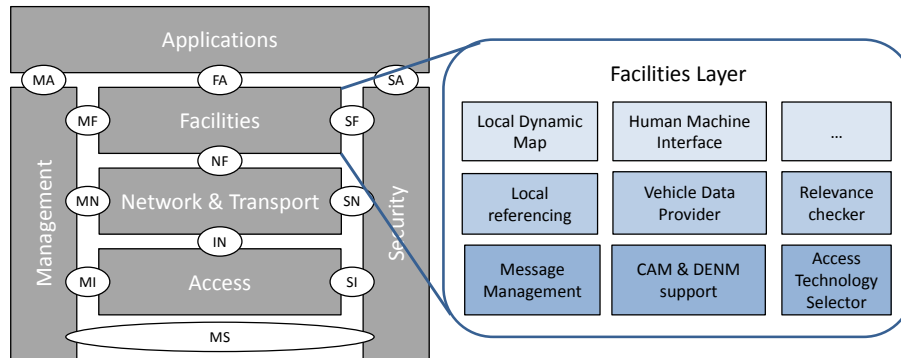 Applications
MA
FA
SA
MF
Facilities
SF
NF
Management
MN
Network & Transport
SN
Security
IN
MI
Access
SI
MS
Facilities Layer
Local Dynamic
Map
Human Machine
Interface
...
Local
referencing
Vehicle Data
Provider
Relevance
checker
Message
Management
CAM & DENM
support
Access
Technology
Selector